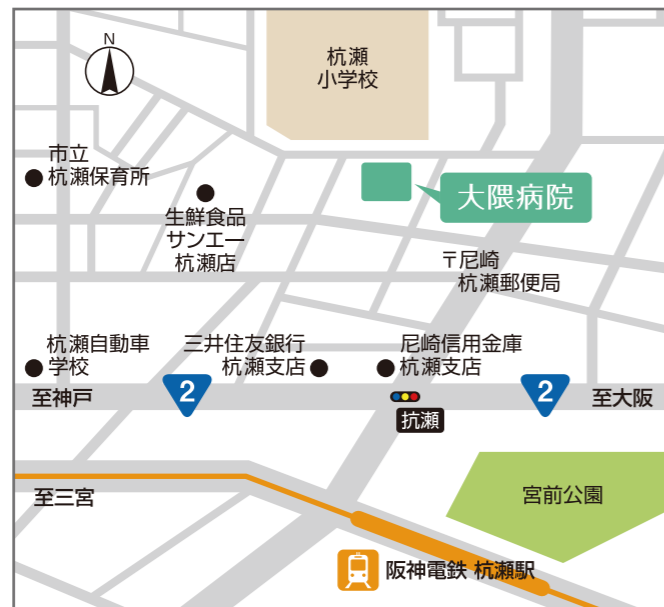 N
杭瀬
小学校
市立
杭瀬保育所
生鮮食品
サンエー
杭瀬店
大隈病院
〒尼崎
杭瀬郵便局
杭瀬自動車
学校
三井住友銀行
杭瀬支店
尼崎信用金庫
杭瀬支店
至神戸
2
2
至大阪
抗瀬
至三宮
宮前公園
阪神電鉄 杭瀬駅